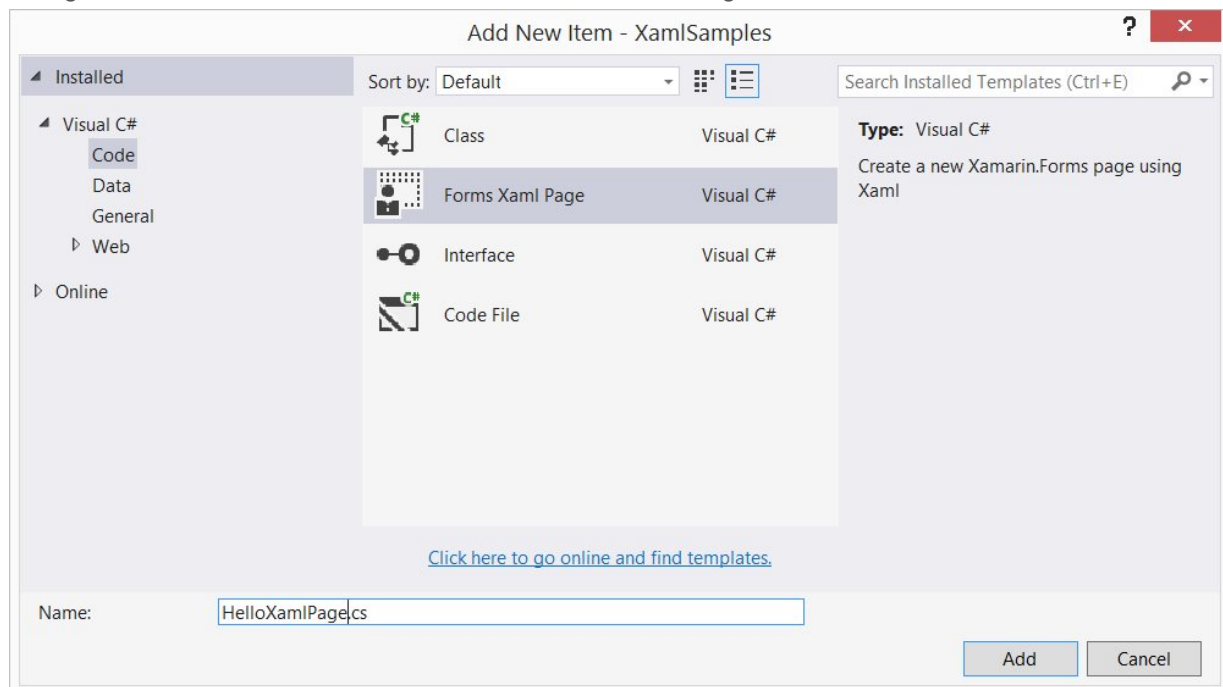 Add New Item - XamlSamples
?
Installed
Sort by: Default
Search Installed Templates (Ctrl+E)
Visual C#
Code
Data
General
Web
Online
C#
Class Visual C#
Forms Xaml Page Visual C#
Interface Visual C#
C#
Code File Visual C#
Type: Visual C#
Create a new Xamarin.Forms page using
Xaml
Click here to go online and find templates.
Name: HelloXamlPage.cs
Add Cancel